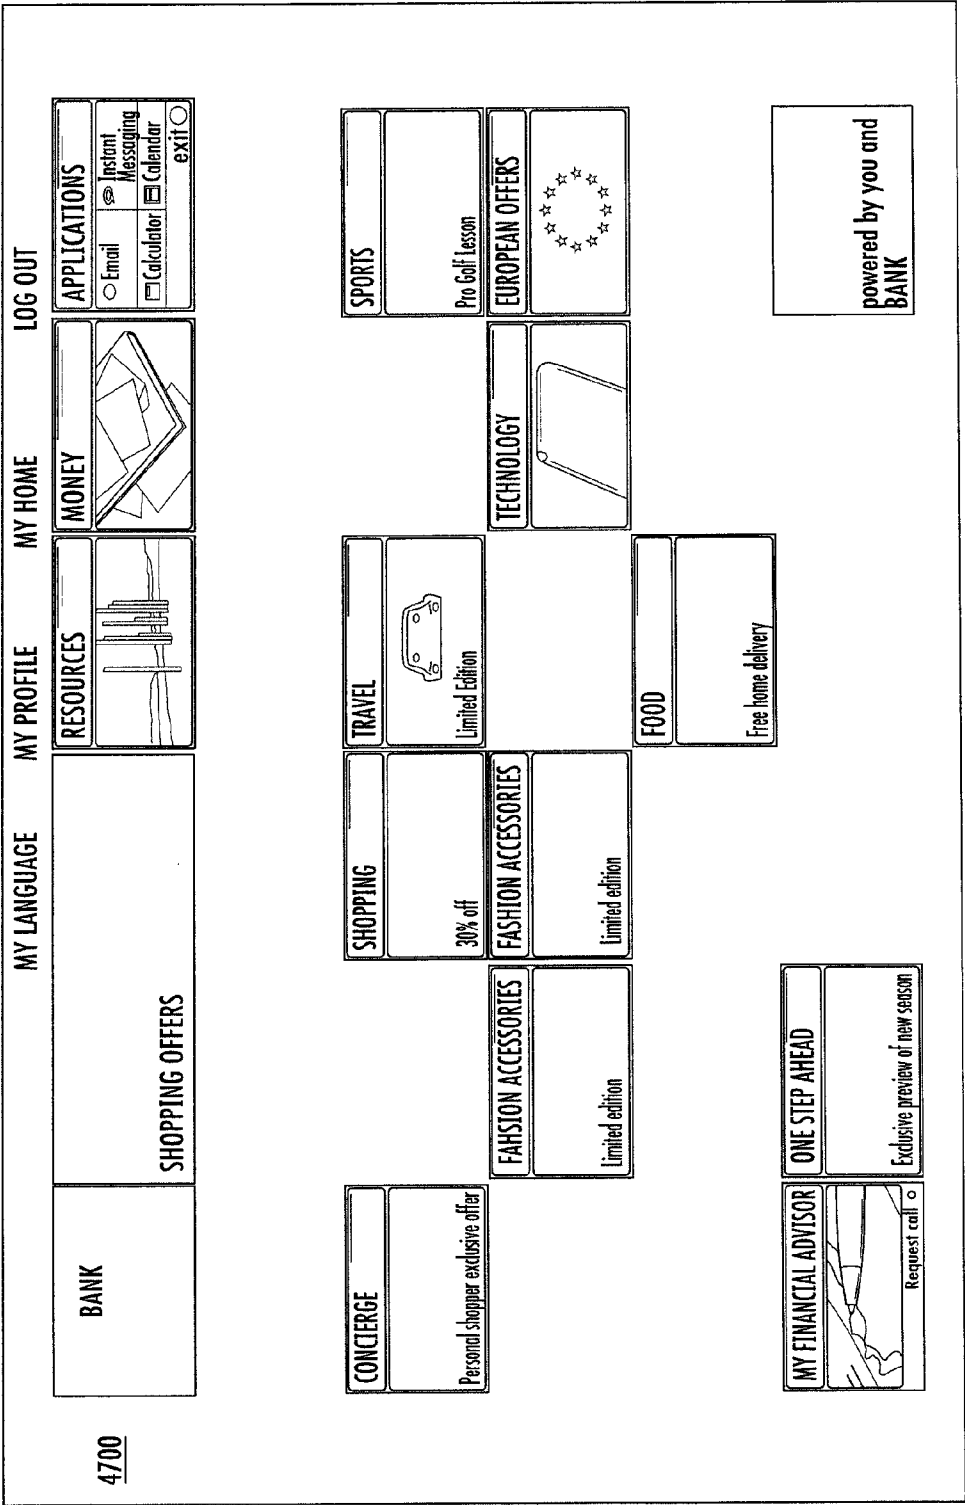 4700
MY LANGUAGE
MY PROFILE
MY HOME
LOG OUT
BANK
SHOPPING OFFERS
RESOURCES
MONEY
APPLICATIONS
Email
Instant
Messaging
Calculator
Calendar
exit
CONCIERGE
Personal shopper exclusive offer
SHOPPING
30% off
TRAVEL
Limited Edition
SPORTS
Pro Golf Lesson
FAHSION ACCESSORIES
Limited edition
FASHION ACCESSORIES
Limited edition
TECHNOLOGY
EUROPEAN OFFERS
FOOD
Free home delivery
MY FINANCIAL ADVISOR
Request call
ONE STEP AHEAD
Exclusive preview of new season
powered by you and
BANK